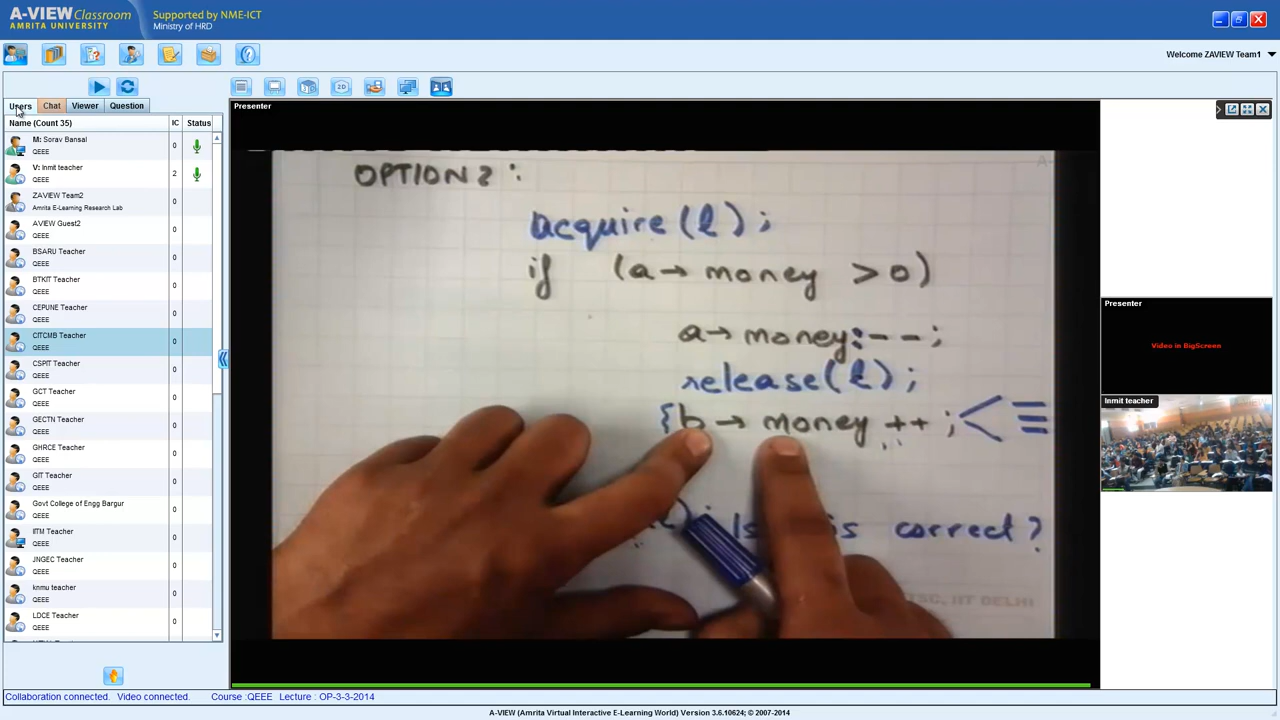 A-VIEW Classroom
AMRITA UNIVERSITY
Supported by NME-ICT
Ministry of HRD
Welcome ZAVIEW Team1
Users Chat Viewer Question
Name (Count 35) IC Status
M: Sorav Bansal 0
QEEE
V: Inmit teacher 2
QEEE
ZAVIEW Team2 0
Amrita E-Learning Research Lab
AVIEW Guest2 0
QEEE
BSARU Teacher 0
QEEE
BTKIT Teacher 0
QEEE
CEPUNE Teacher 0
QEEE
CITCMB Teacher 0
QEEE
CSPIT Teacher 0
QEEE
GCT Teacher 0
QEEE
GECTN Teacher 0
QEEE
GHRCE Teacher 0
QEEE
GIT Teacher 0
QEEE
Govt College of Engg Bargur 0
QEEE
IITM Teacher 0
QEEE
JNGEC Teacher 0
QEEE
knmu teacher 0
QEEE
LDCE Teacher 0
QEEE
Presenter
OPTION 2 :
acquire (l) ;
if (a → money > 0)
a → money:-- ;
release (l) ;
{b → money ++ ;
is correct?
IIT DELHI
Presenter
Video in BigScreen
Inmit teacher
Collaboration connected. Video connected. Course :QEEE Lecture : OP-3-3-2014
A-VIEW (Amrita Virtual Interactive E-Learning World) Version 3.6.10624; © 2007-2014